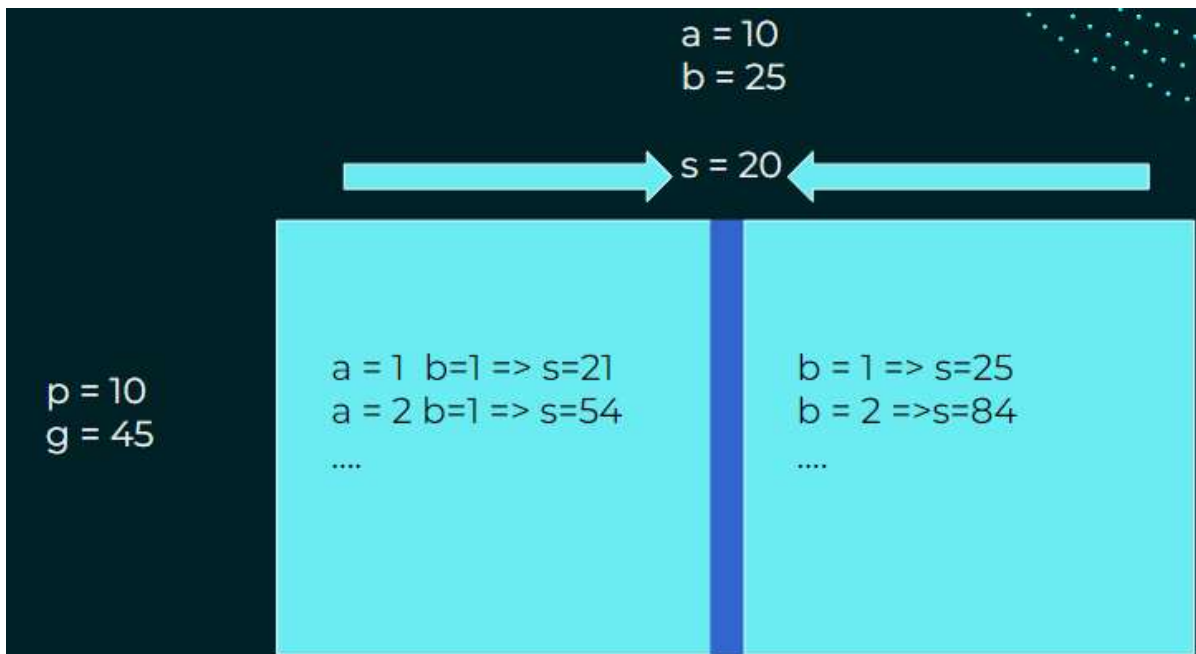 a = 10
b = 25
s = 20
p = 10
g = 45
a = 1 b=1 => s=21
a = 2 b=1 => s=54
....
b = 1 => s=25
b = 2 =>s=84
....